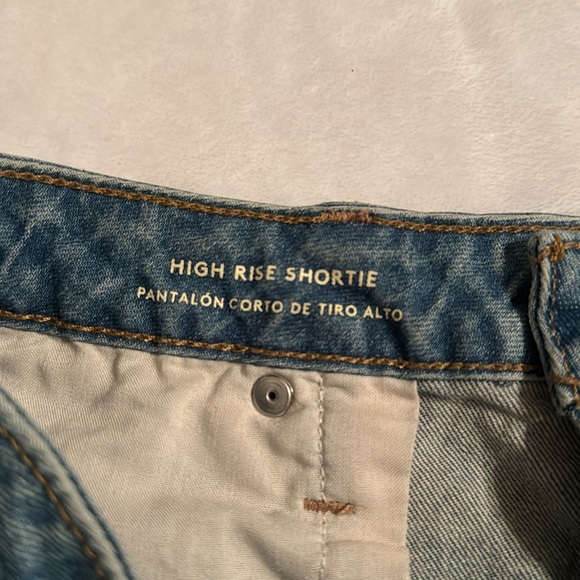 HIGH RISE SHORTIE
PANTALÓN CORTO DE TIRO ALTO